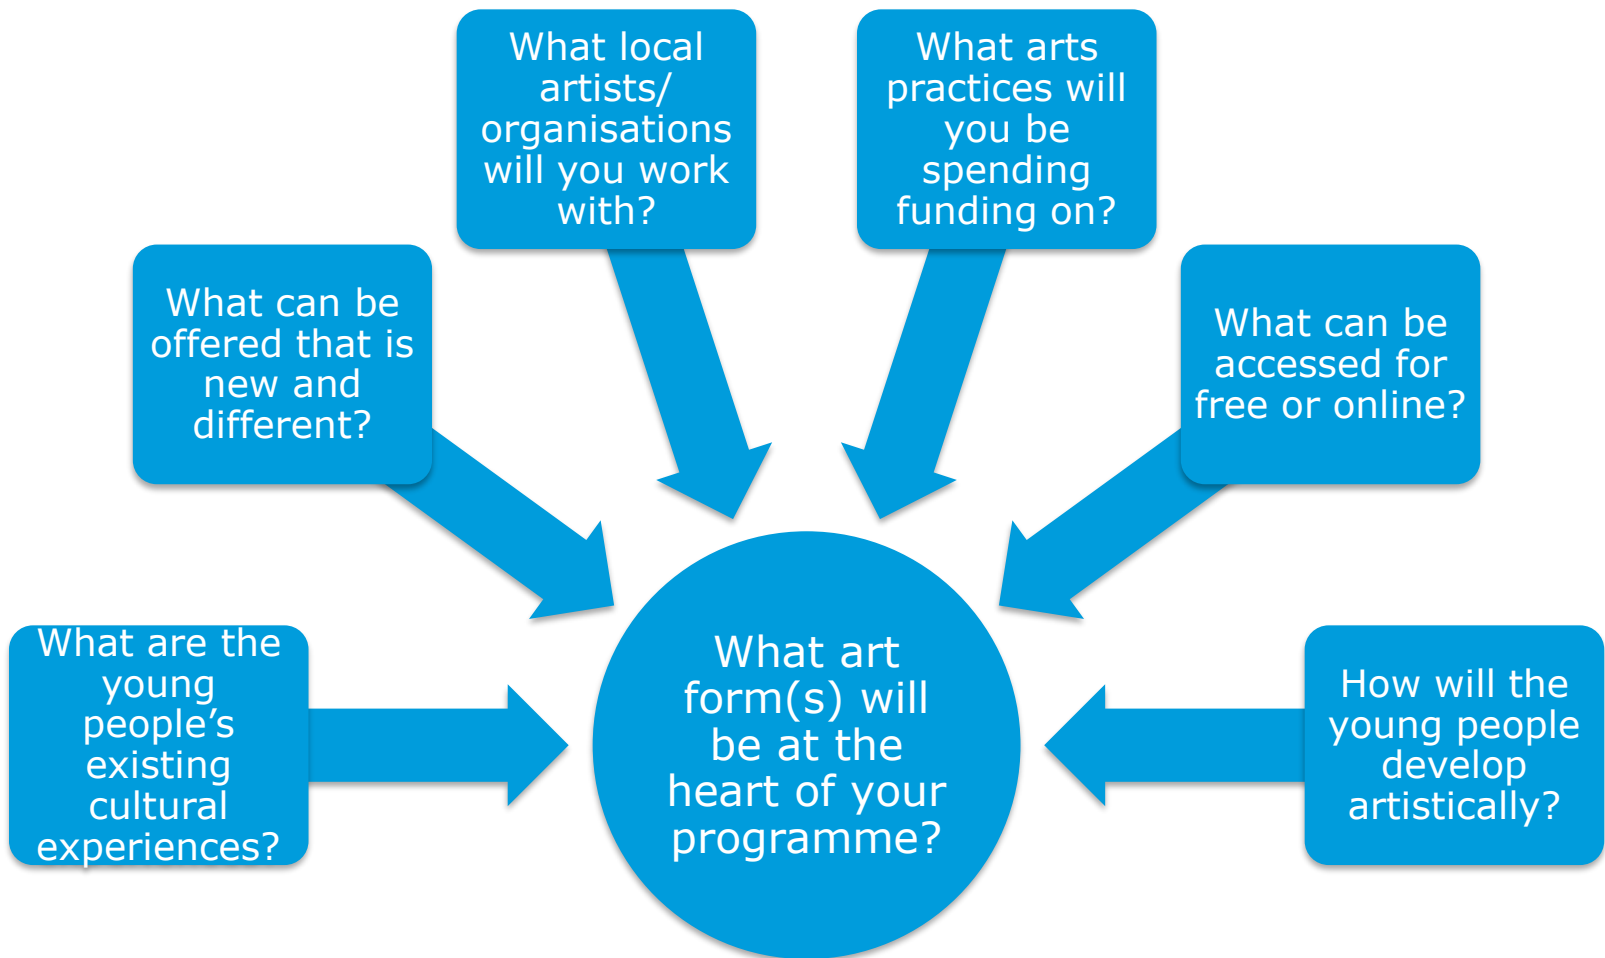 What local
artists/
organisations
will you work
with?
What arts
practices will
you be
spending
funding on?
What can be
offered that is
new and
different?
What can be
accessed for
free or online?
What are the
young
people’s
existing
cultural
experiences?
What art
form(s) will
be at the
heart of your
programme?
How will the
young people
develop
artistically?